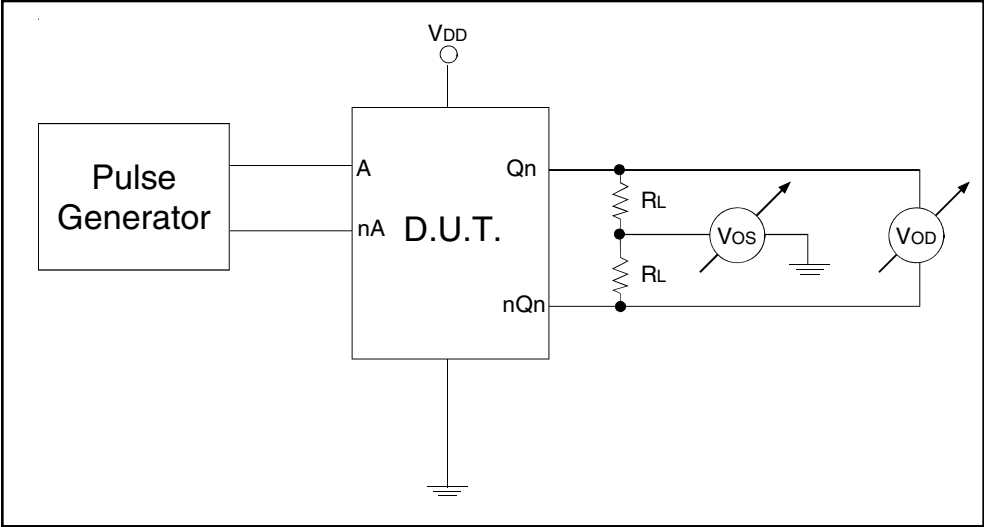 VDD
Pulse
Generator
A
nA
D.U.T.
Qn
nQn
RL
RL
VOS
VOD